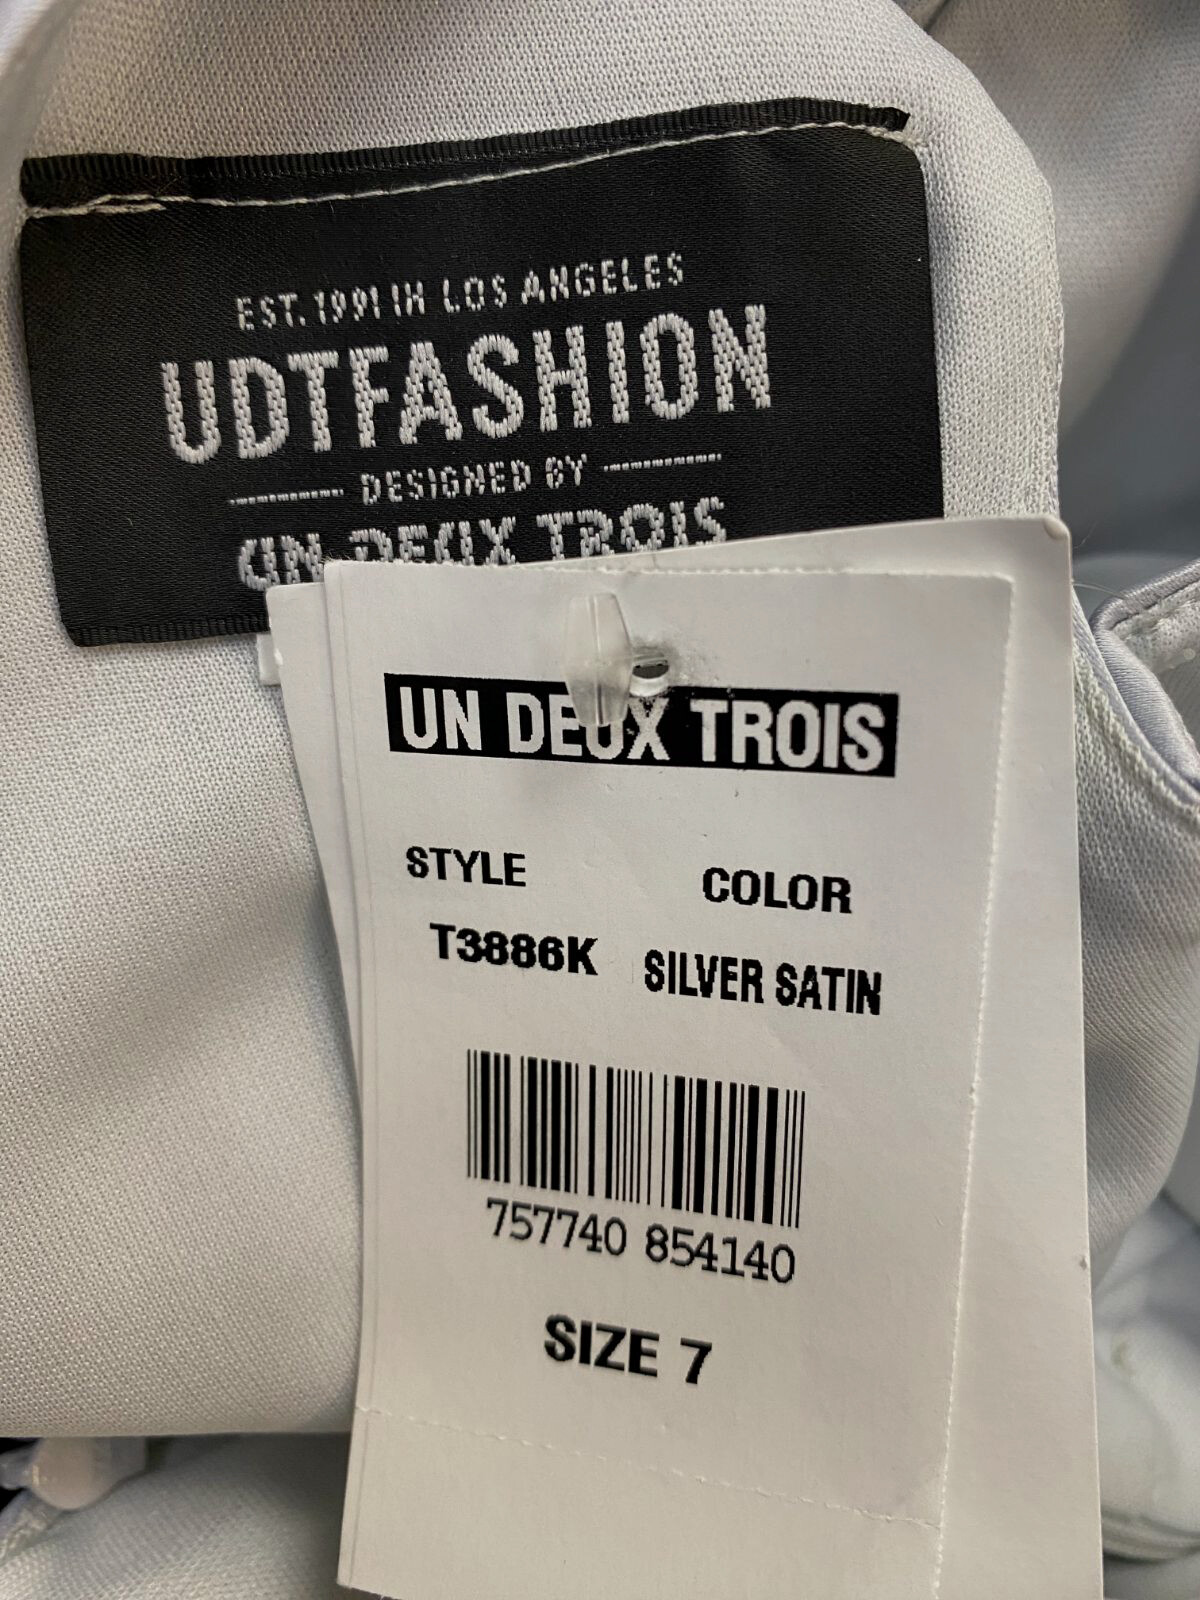 EST. 1991 IN LOS ANGELES
UDTFASHION
DESIGNED BY
UN DEUX TROIS
UN DEUX TROIS
STYLE COLOR
T3886K SILVER SATIN
757740 854140
SIZE 7